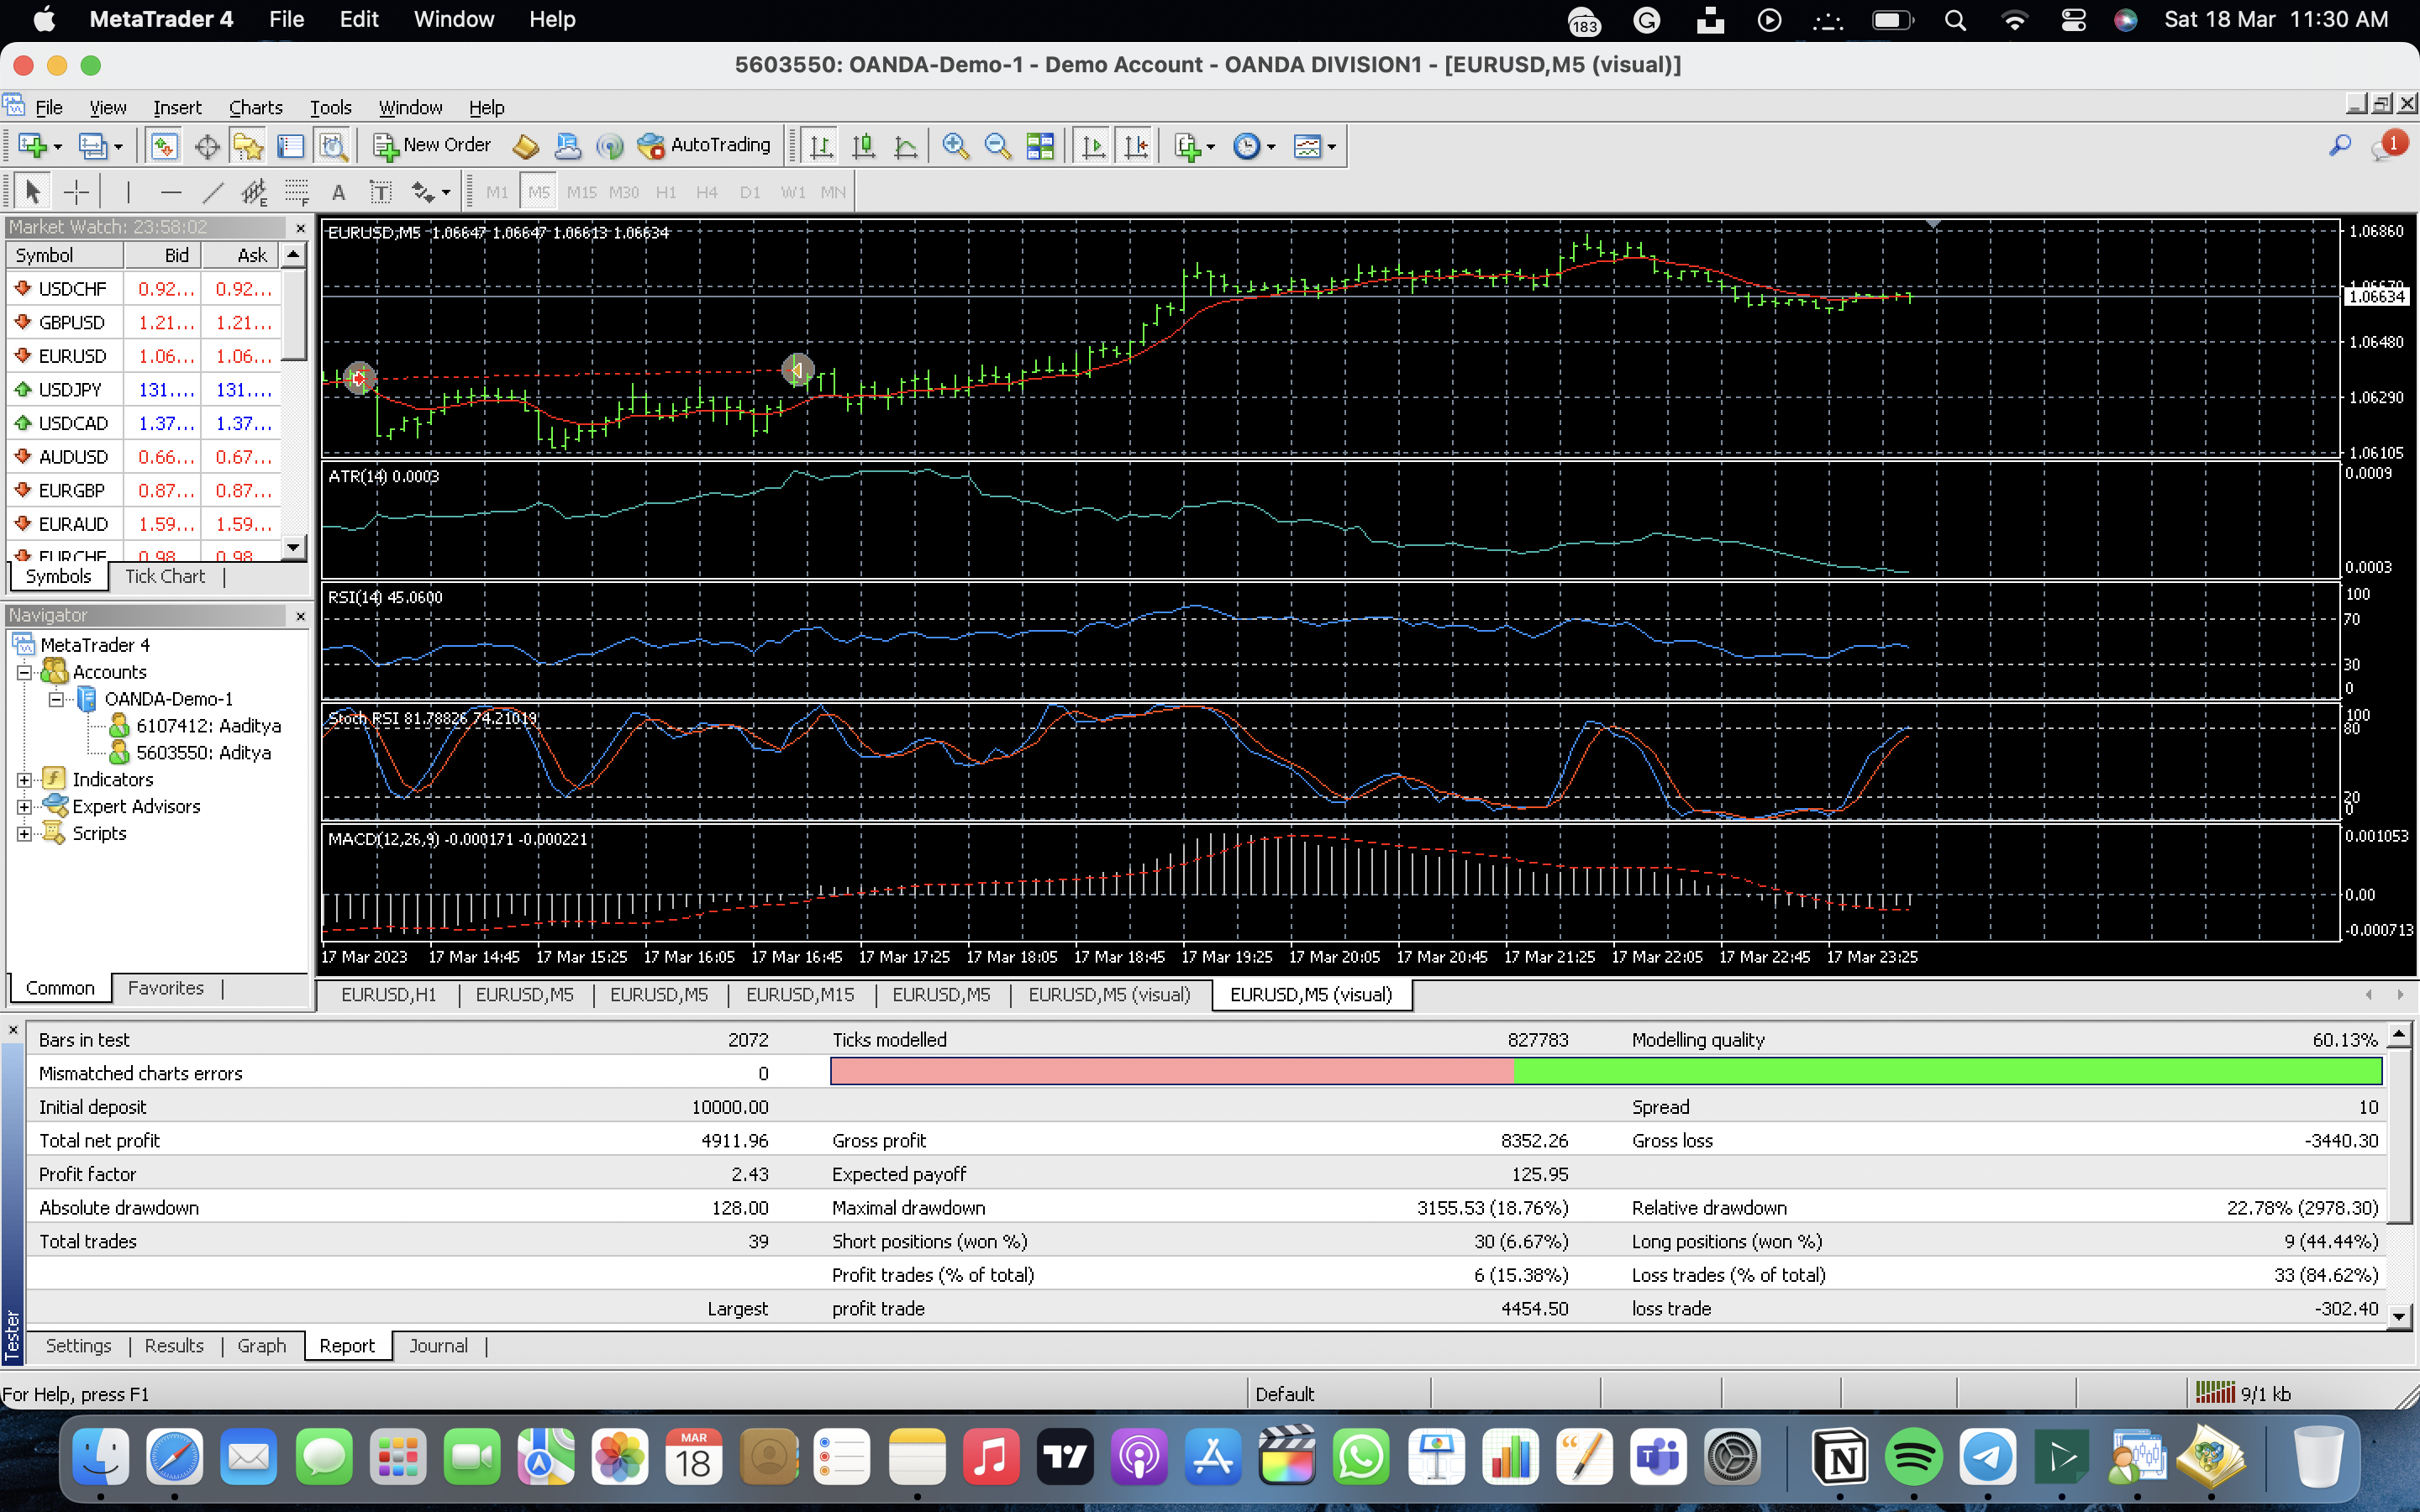 MetaTrader 4 File Edit Window Help 183 Sat 18 Mar 11:30 AM
5603550: OANDA-Demo-1 - Demo Account - OANDA DIVISION1 - [EURUSD,M5 (visual)]
File View Insert Charts Tools Window Help
New Order AutoTrading 1
E F A T M1 M5 M15 M30 H1 H4 D1 W1 MN
Market Watch: 23:58:02
Symbol Bid Ask
USDCHF 0.92... 0.92...
GBPUSD 1.21... 1.21...
EURUSD 1.06... 1.06...
USDJPY 131.... 131....
USDCAD 1.37... 1.37...
AUDUSD 0.66... 0.67...
EURGBP 0.87... 0.87...
EURAUD 1.59... 1.59...
EURCHF 0.98 0.98
Symbols Tick Chart
Navigator
MetaTrader 4
Accounts
OANDA-Demo-1
6107412: Aaditya
5603550: Aditya
Indicators
Expert Advisors
Scripts
Common Favorites
EURUSD,M5 1.06647 1.06647 1.06613 1.06634
1.06860
1.06670
1.06634
1.06480
1.06290
1.06105
ATR(14) 0.0003
0.0009
0.0003
RSI(14) 45.0600
100
70
30
0
Stoch RSI 81.78826 74.21019
100
80
20
0
MACD(12,26,9) -0.000171 -0.000221
0.001053
0.00
-0.000713
17 Mar 2023 17 Mar 14:45 17 Mar 15:25 17 Mar 16:05 17 Mar 16:45 17 Mar 17:25 17 Mar 18:05 17 Mar 18:45 17 Mar 19:25 17 Mar 20:05 17 Mar 20:45 17 Mar 21:25 17 Mar 22:05 17 Mar 22:45 17 Mar 23:25
EURUSD,H1 EURUSD,M5 EURUSD,M5 EURUSD,M15 EURUSD,M5 EURUSD,M5 (visual) EURUSD,M5 (visual)
Bars in test 2072 Ticks modelled 827783 Modelling quality 60.13%
Mismatched charts errors 0
Initial deposit 10000.00 Spread 10
Total net profit 4911.96 Gross profit 8352.26 Gross loss -3440.30
Profit factor 2.43 Expected payoff 125.95
Absolute drawdown 128.00 Maximal drawdown 3155.53 (18.76%) Relative drawdown 22.78% (2978.30)
Total trades 39 Short positions (won %) 30 (6.67%) Long positions (won %) 9 (44.44%)
Profit trades (% of total) 6 (15.38%) Loss trades (% of total) 33 (84.62%)
Largest profit trade 4454.50 loss trade -302.40
Tester
Settings Results Graph Report Journal
For Help, press F1 Default 9/1 kb
MAR
18